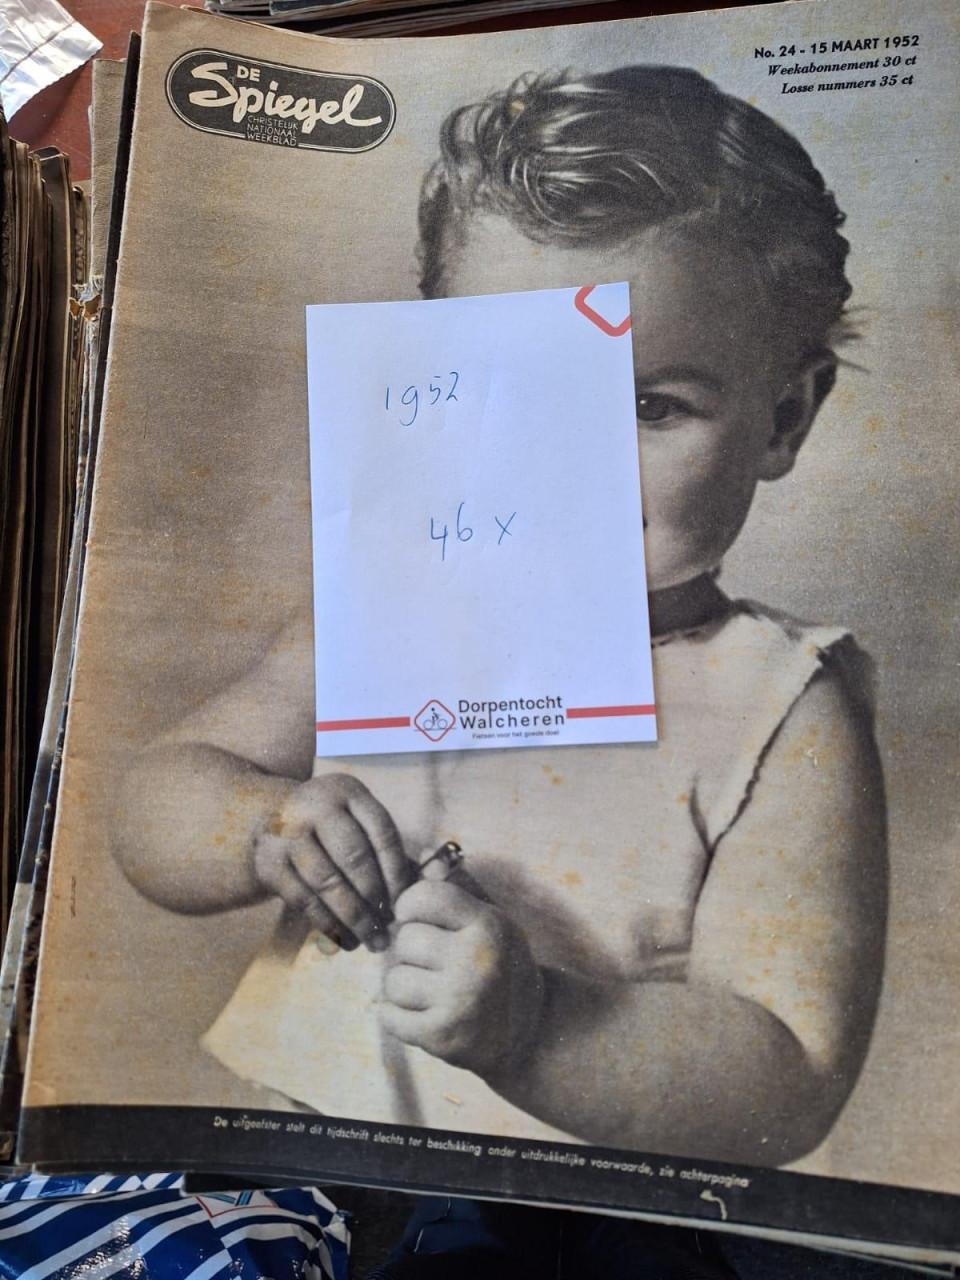 DE
Spiegel
CHRISTELIJK
NATIONAAL
WEEKBLAD
No. 24 - 15 MAART 1952
Weekabonnement 30 ct
Losse nummers 35 ct
1952
46 x
Dorpentocht
Walcheren
Fietsen voor het goede doel
De uitgeefster stelt dit tijdschrift slechts ter beschikking onder uitdrukkelijke voorwaarde, zie achterpagina